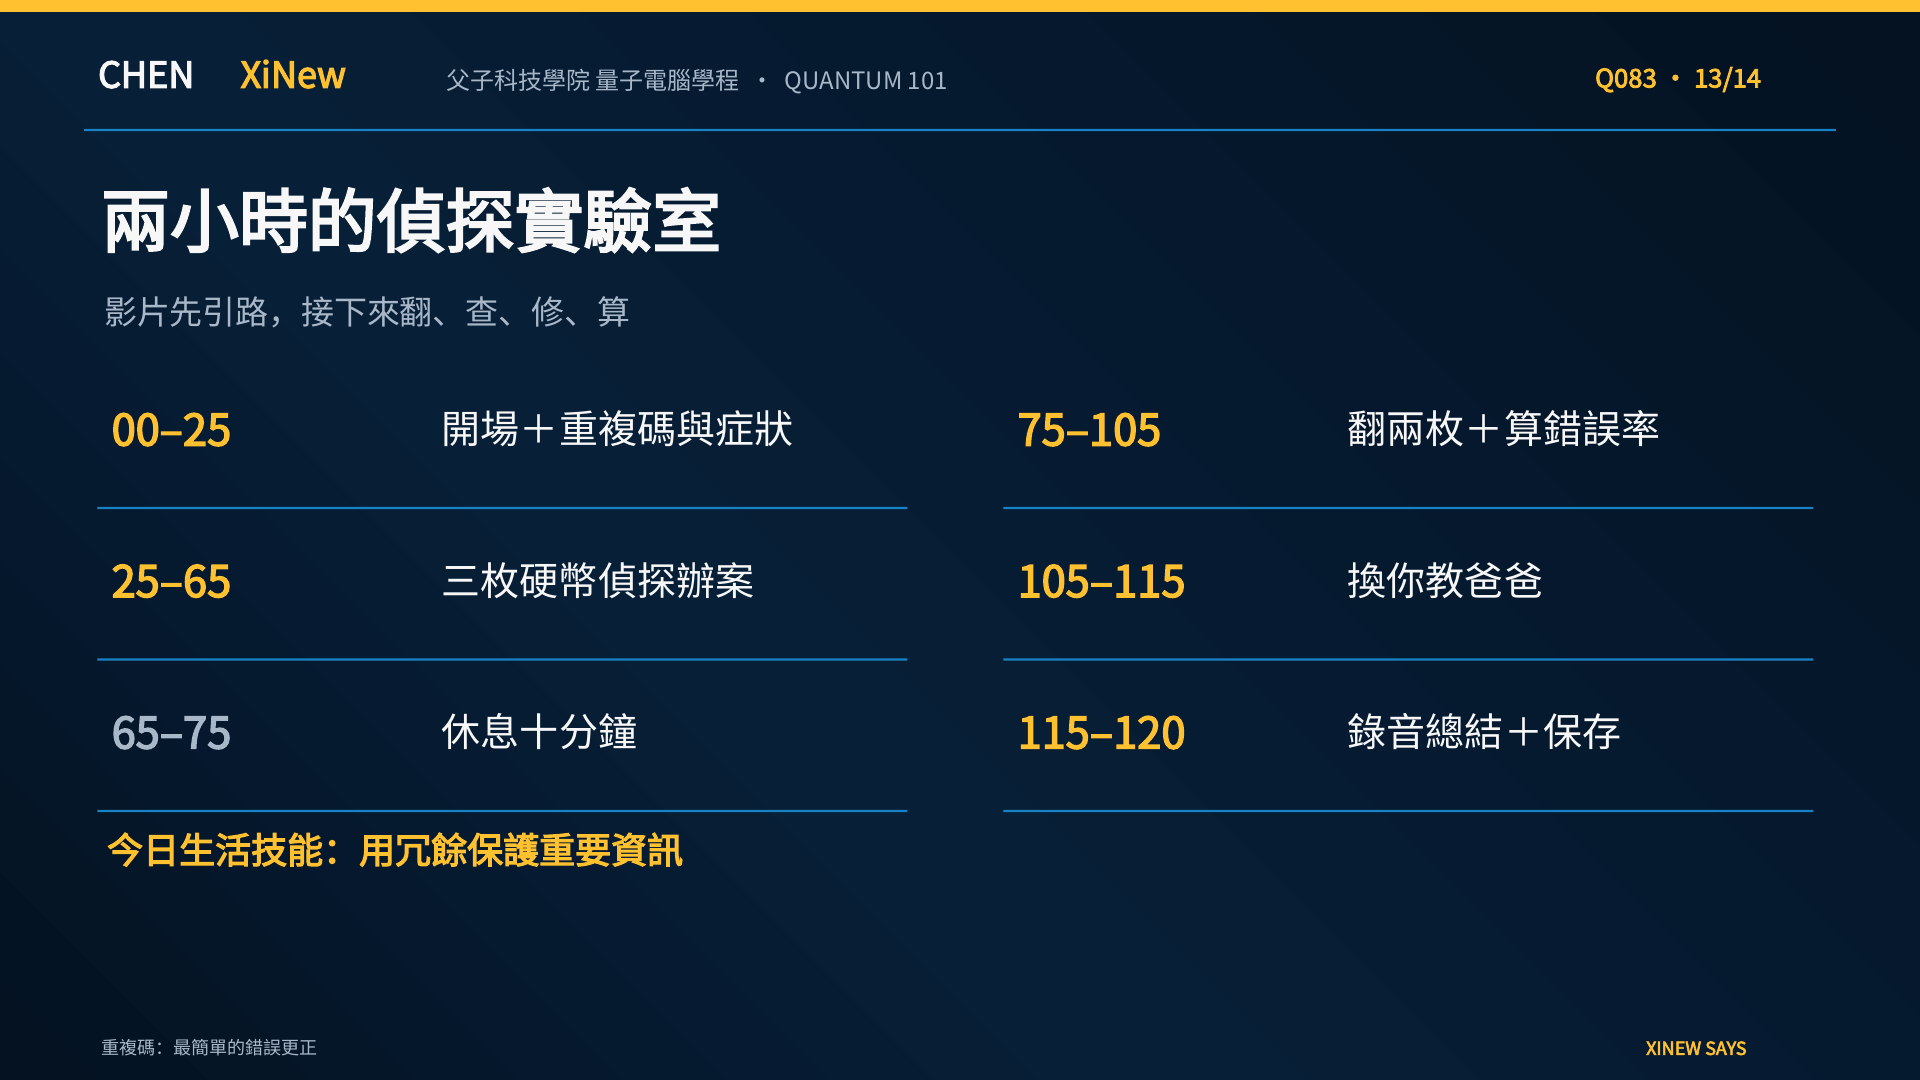 CHEN XiNew 父子科技學院 量子電腦學程 • QUANTUM 101 Q083 • 13/14
兩小時的偵探實驗室
影片先引路，接下來翻、查、修、算
00–25 開場＋重複碼與症狀
25–65 三枚硬幣偵探辦案
65–75 休息十分鐘
75–105 翻兩枚＋算錯誤率
105–115 換你教爸爸
115–120 錄音總結＋保存
今日生活技能：用冗餘保護重要資訊
重複碼：最簡單的錯誤更正 XINEW SAYS